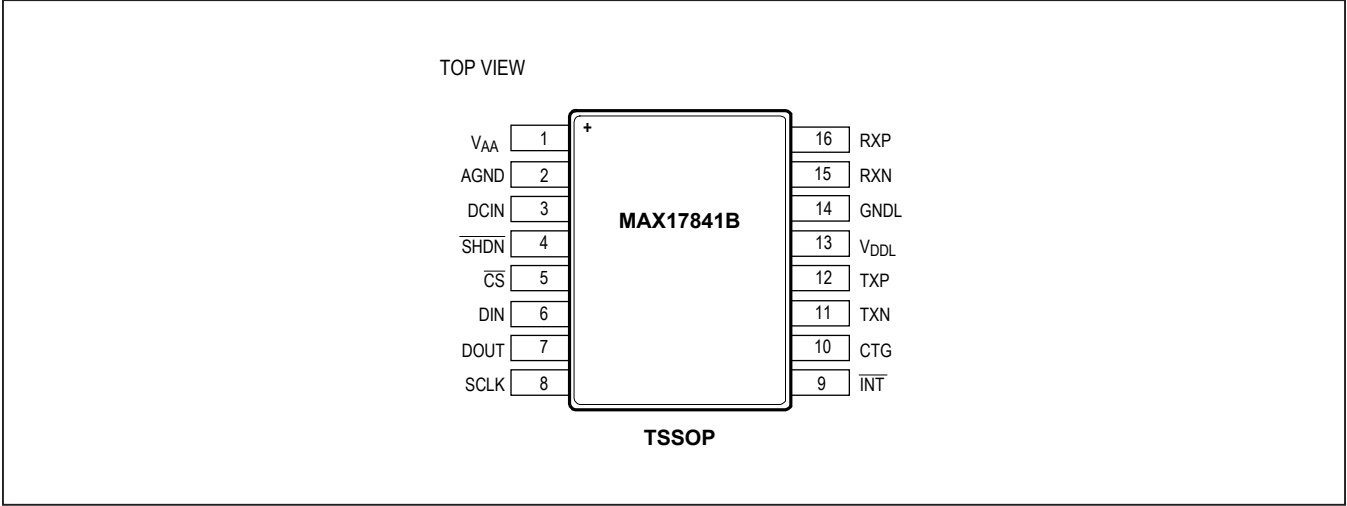 TOP VIEW
+
MAX17841B
VAA 1
AGND 2
DCIN 3
SHDN 4
CS 5
DIN 6
DOUT 7
SCLK 8
16 RXP
15 RXN
14 GNDL
13 VDDL
12 TXP
11 TXN
10 CTG
9 INT
TSSOP